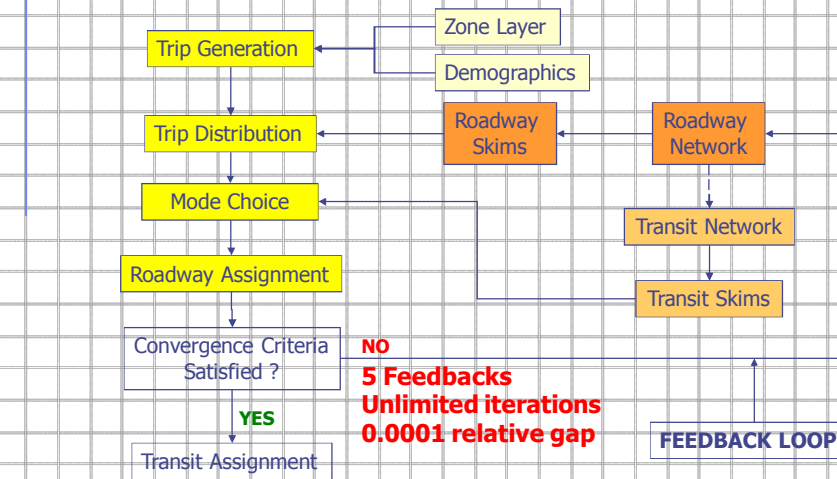 Zone Layer
Trip Generation
Demographics
Roadway
Skims
Roadway
Network
Trip Distribution
Mode Choice
Transit Network
Roadway Assignment
Transit Skims
Convergence Criteria
Satisfied ?
NO
5 Feedbacks
Unlimited iterations
0.0001 relative gap
YES
FEEDBACK LOOP
Transit Assignment